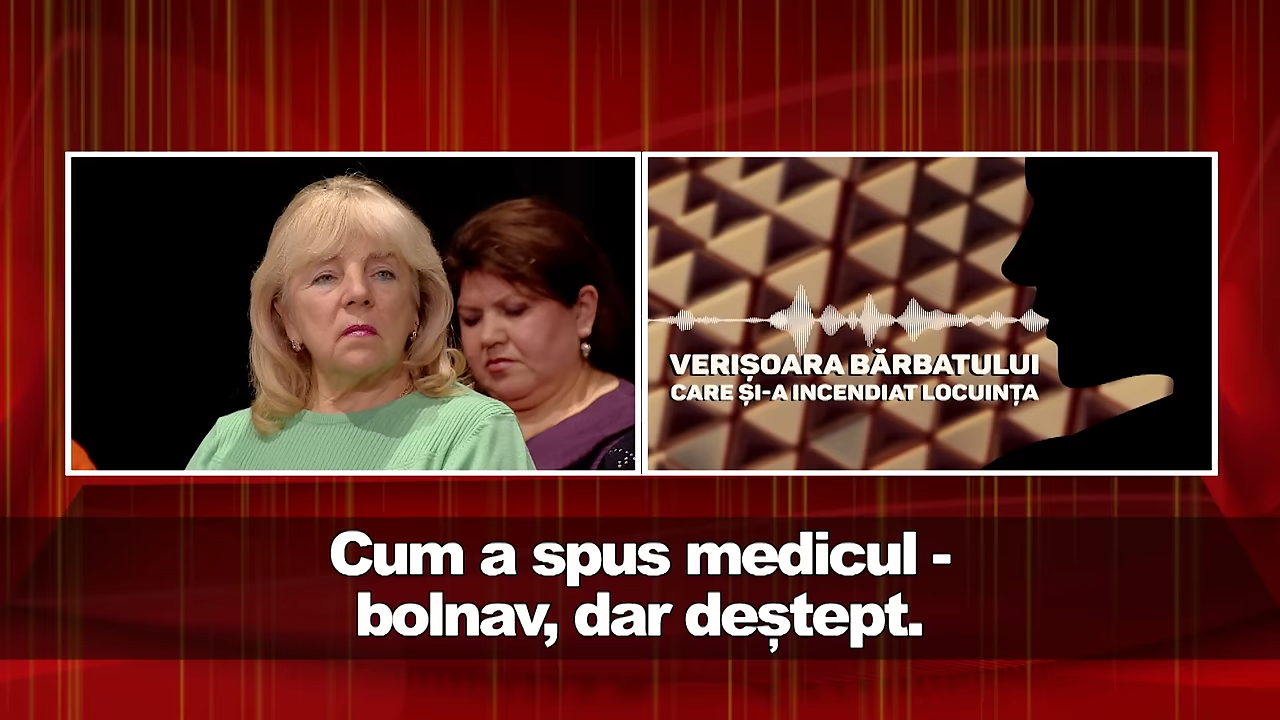 VERIȘOARA BĂRBATULUI
CARE ȘI-A INCENDIAT LOCUINȚA
Cum a spus medicul -
bolnav, dar deștept.